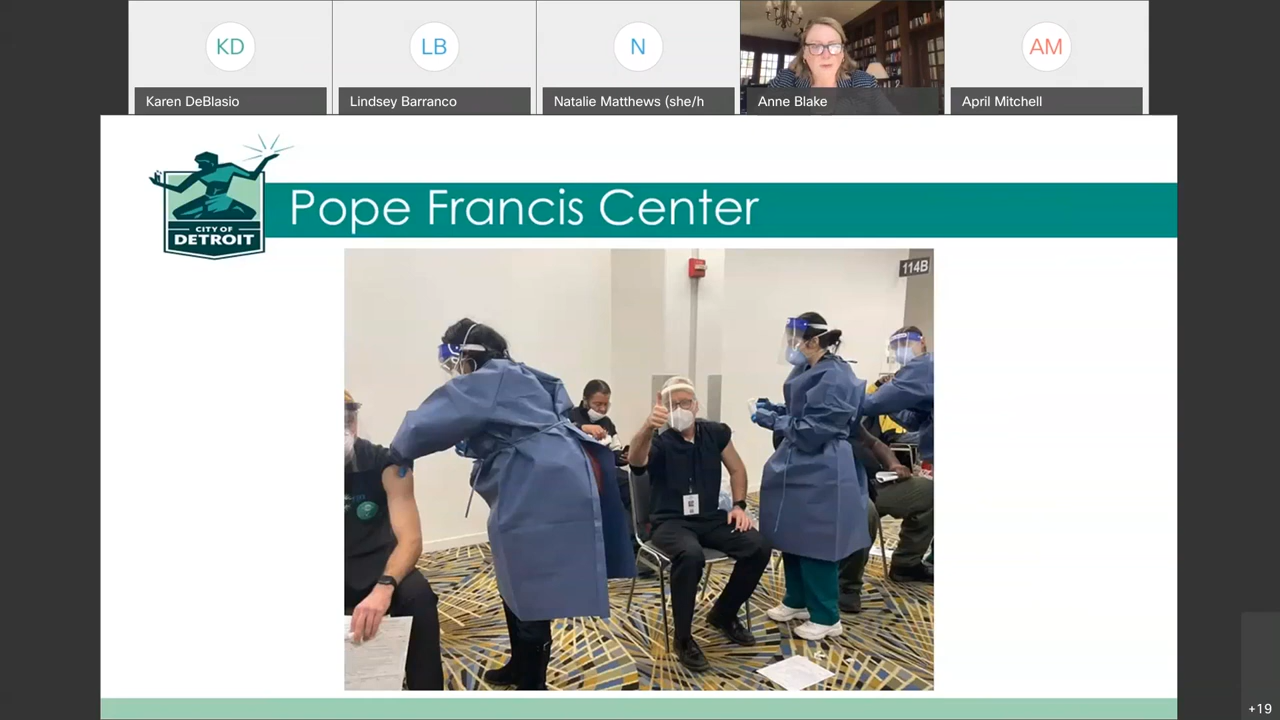 KD
LB
N
AM
Karen DeBlasio
Lindsey Barranco
Natalie Matthews (she/h
Anne Blake
April Mitchell
Pope Francis Center
CITY OF
DETROIT
114B
+19